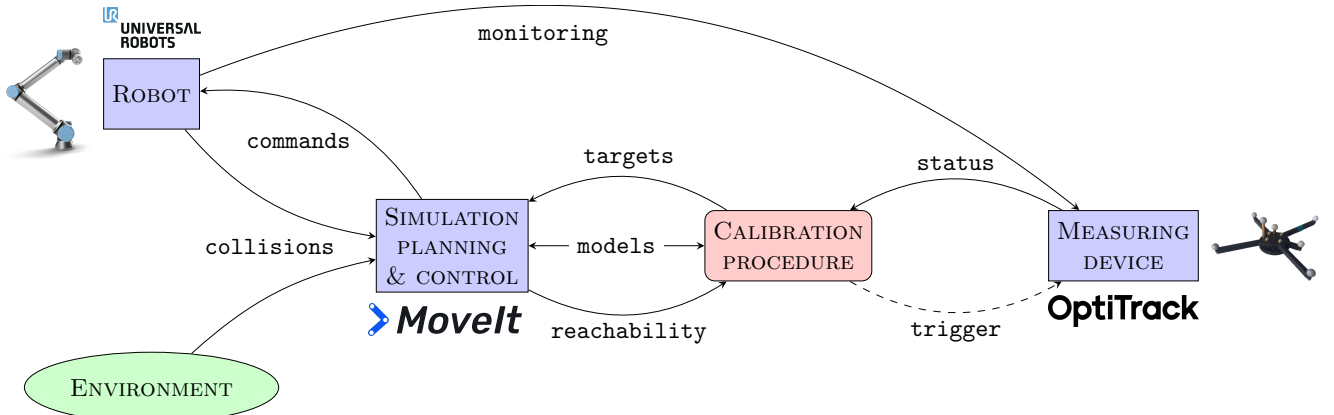 UR
UNIVERSAL
ROBOTS
monitoring
ROBOT
commands
targets
status
SIMULATION
PLANNING
& CONTROL
collisions
models
CALIBRATION
PROCEDURE
MEASURING
DEVICE
MoveIt
OptiTrack
reachability
trigger
ENVIRONMENT